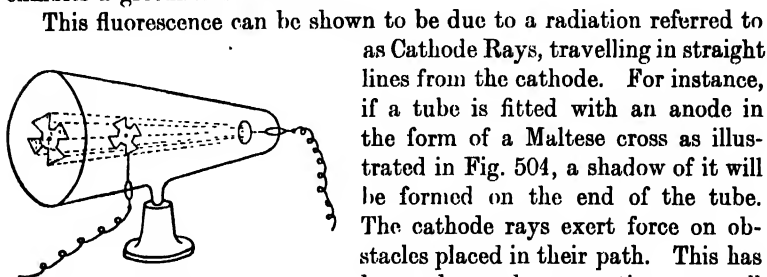 This fluorescence can be shown to be due to a radiation referred to
as Cathode Rays, travelling in straight
lines from the cathode. For instance,
if a tube is fitted with an anode in
the form of a Maltese cross as illus-
trated in Fig. 504, a shadow of it will
be formed on the end of the tube.
The cathode rays exert force on ob-
stacles placed in their path. This has